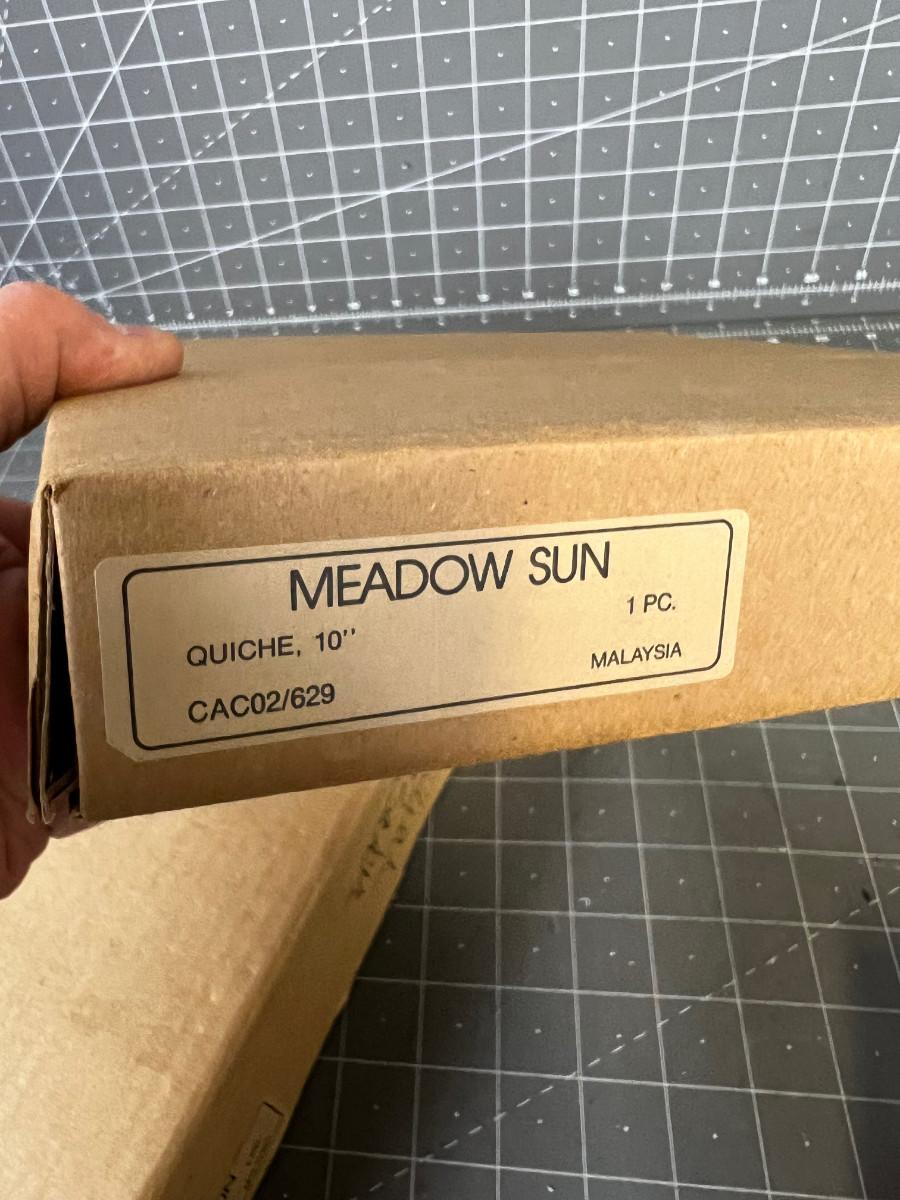 MEADOW SUN
1 PC.
QUICHE, 10''
MALAYSIA
CAC02/629